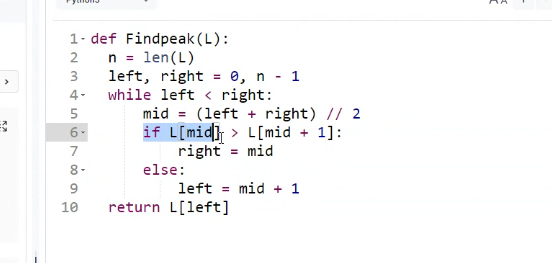 1 def Findpeak(L):
2 n = len(L)
3 left, right = 0, n - 1
4 while left < right:
5 mid = (left + right) // 2
6 if L[mid] > L[mid + 1]:
7 right = mid
8 else:
9 left = mid + 1
10 return L[left]